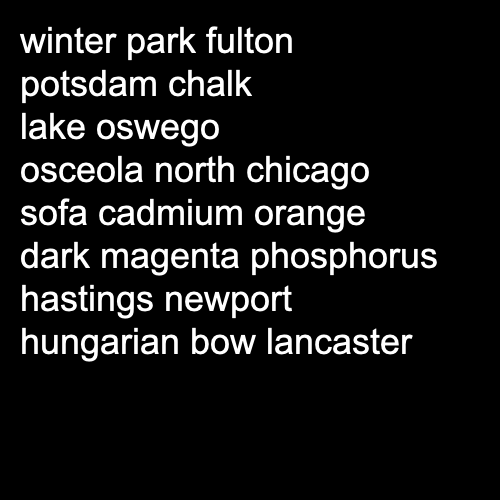 winter park fulton
potsdam chalk
lake oswego
osceola north chicago
sofa cadmium orange
dark magenta phosphorus
hastings newport
hungarian bow lancaster